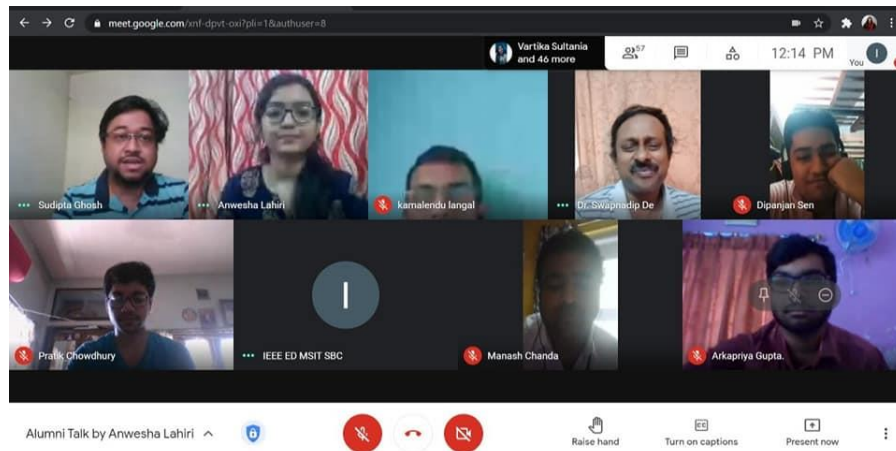 meet.google.com/xnf-dpvt-oxi?pli=1&authuser=8
Vartika Sultania
and 46 more
57
12:14 PM
You
I
Sudipta Ghosh
Anwesha Lahiri
kamalendu langal
Dr. Swapnadip De
Dipanjan Sen
Pratik Chowdhury
I
IEEE ED MSIT SBC
Manash Chanda
Arkapriya Gupta.
Alumni Talk by Anwesha Lahiri
Raise hand
Turn on captions
Present now